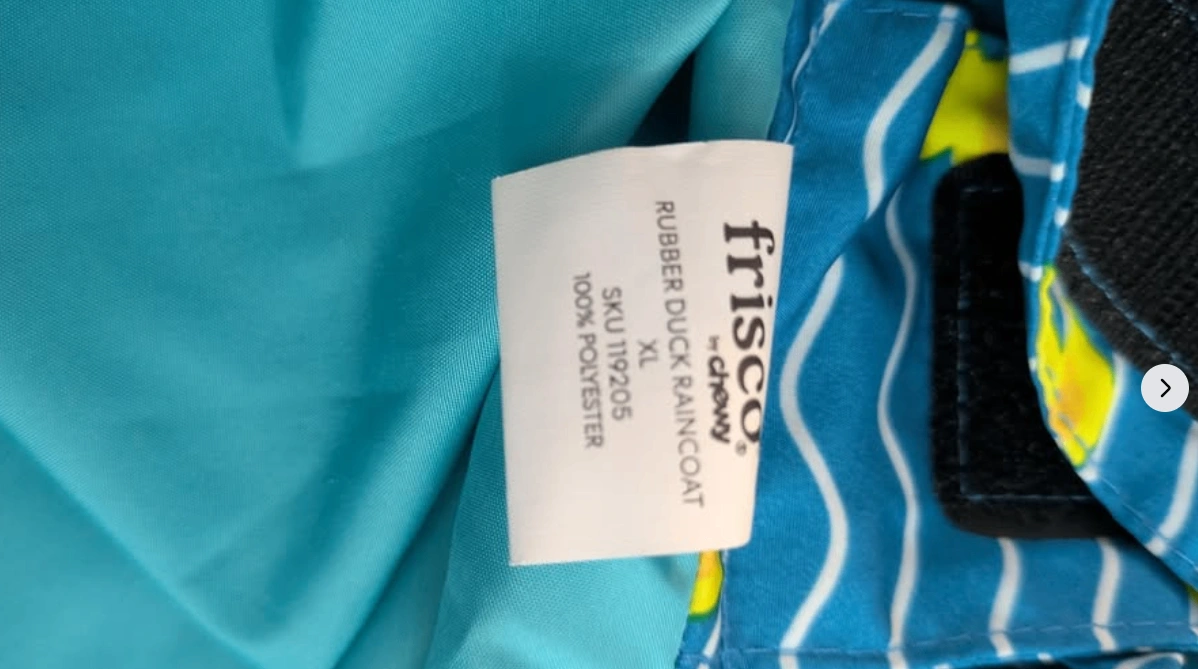 frisco®
by chewy
RUBBER DUCK RAINCOAT
XL
SKU 119205
100% POLYESTER